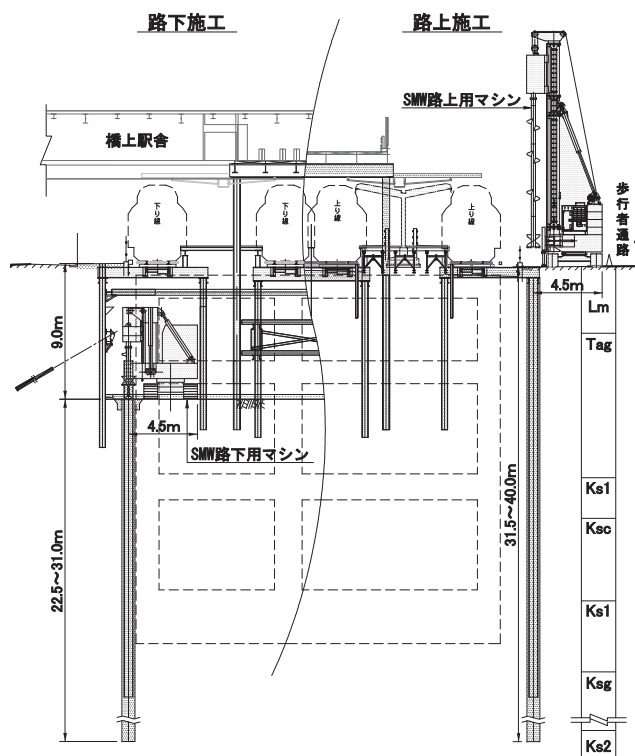 路下施工
路上施工
SMW路上用マシン
橋上駅舎
下り線
下り線
上り線
上り線
歩行者通路
4.5m
Lm
9.0m
Tag
4.5m
SMW路下用マシン
Ks1
22.5~31.0m
31.5~40.0m
Ksc
Ks1
Ksg
Ks2